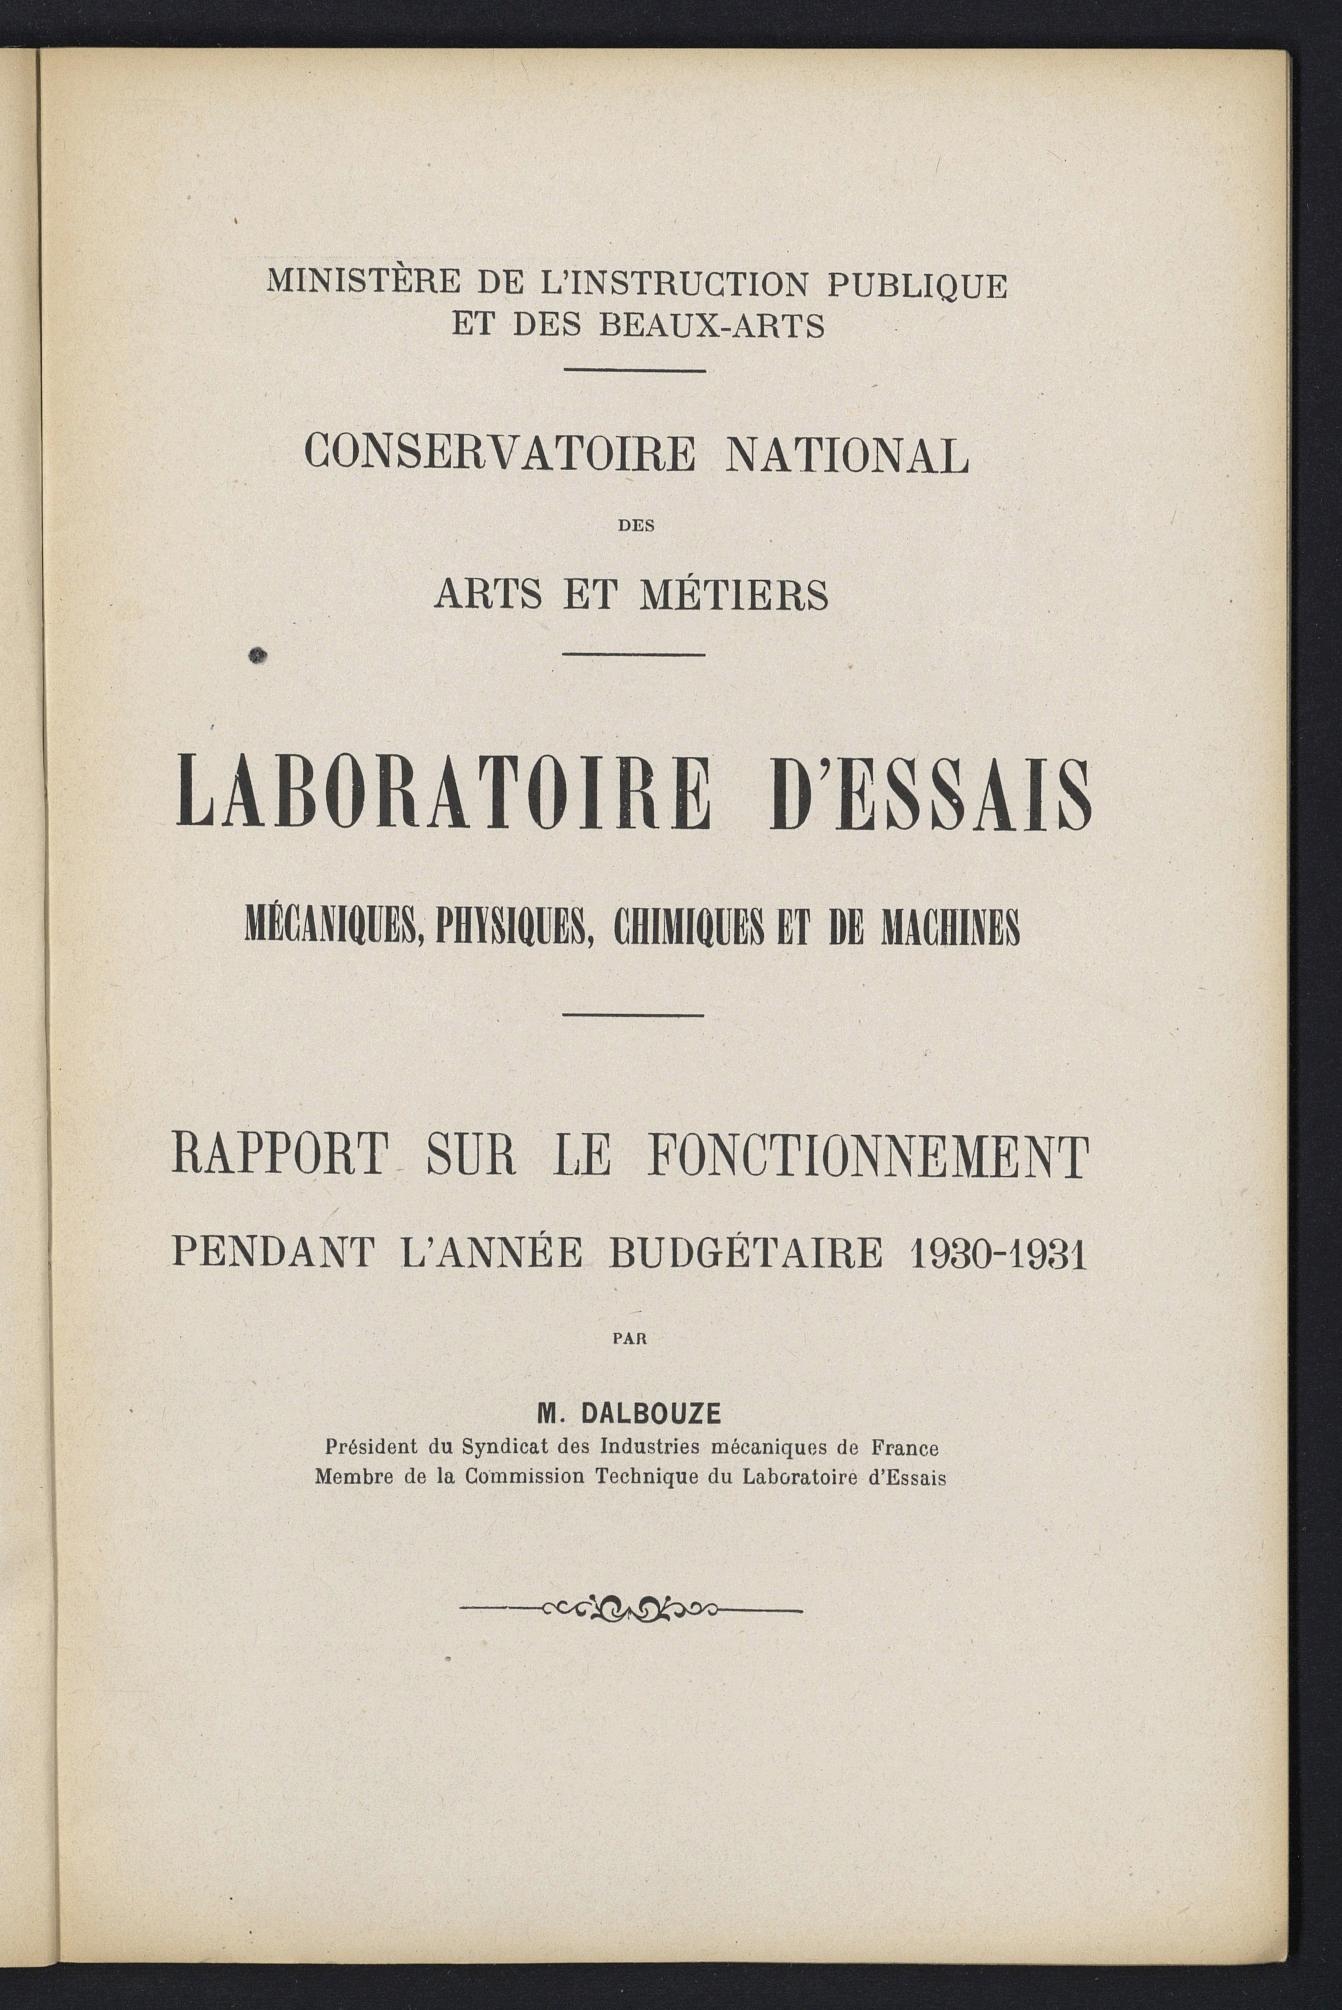 MINISTÈRE DE L'INSTRUCTION PUBLIQUE
ET DES BEAUX-ARTS
CONSERVATOIRE NATIONAL
DES
ARTS ET MÉTIERS
LABORATOIRE D'ESSAIS
MÉCANIQUES, PHYSIQUES, CHIMIQUES ET DE MACHINES
RAPPORT SUR LE FONCTIONNEMENT
PENDANT L'ANNÉE BUDGÉTAIRE 1930-1931
PAR
M. DALBOUZE
Président du Syndicat des Industries mécaniques de France
Membre de la Commission Technique du Laboratoire d'Essais